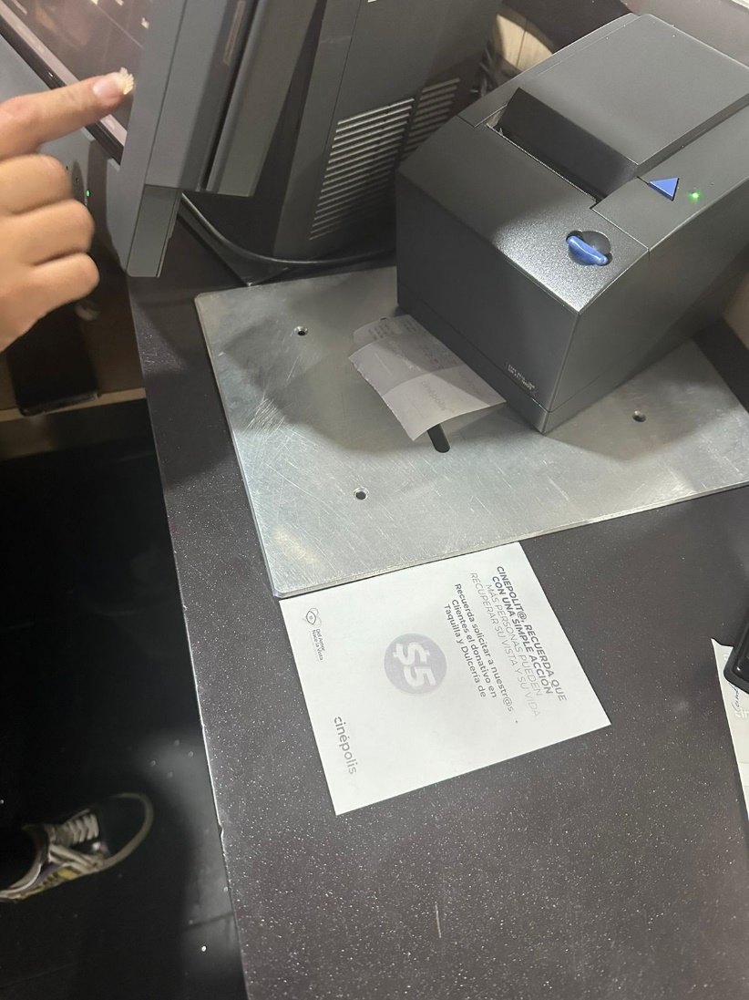 CINEPOLIT@, RECUERDA QUE
CON UNA SIMPLE ACCIÓN
MÁS PERSONAS PUEDEN
RECUPERAR SU VISTA Y SU VIDA
Recuerda solicitar a nuestr@s
Clientes el donativo en
Taquilla y Dulcería de
$5
Del Amor
Nace la Vista
cinépolis